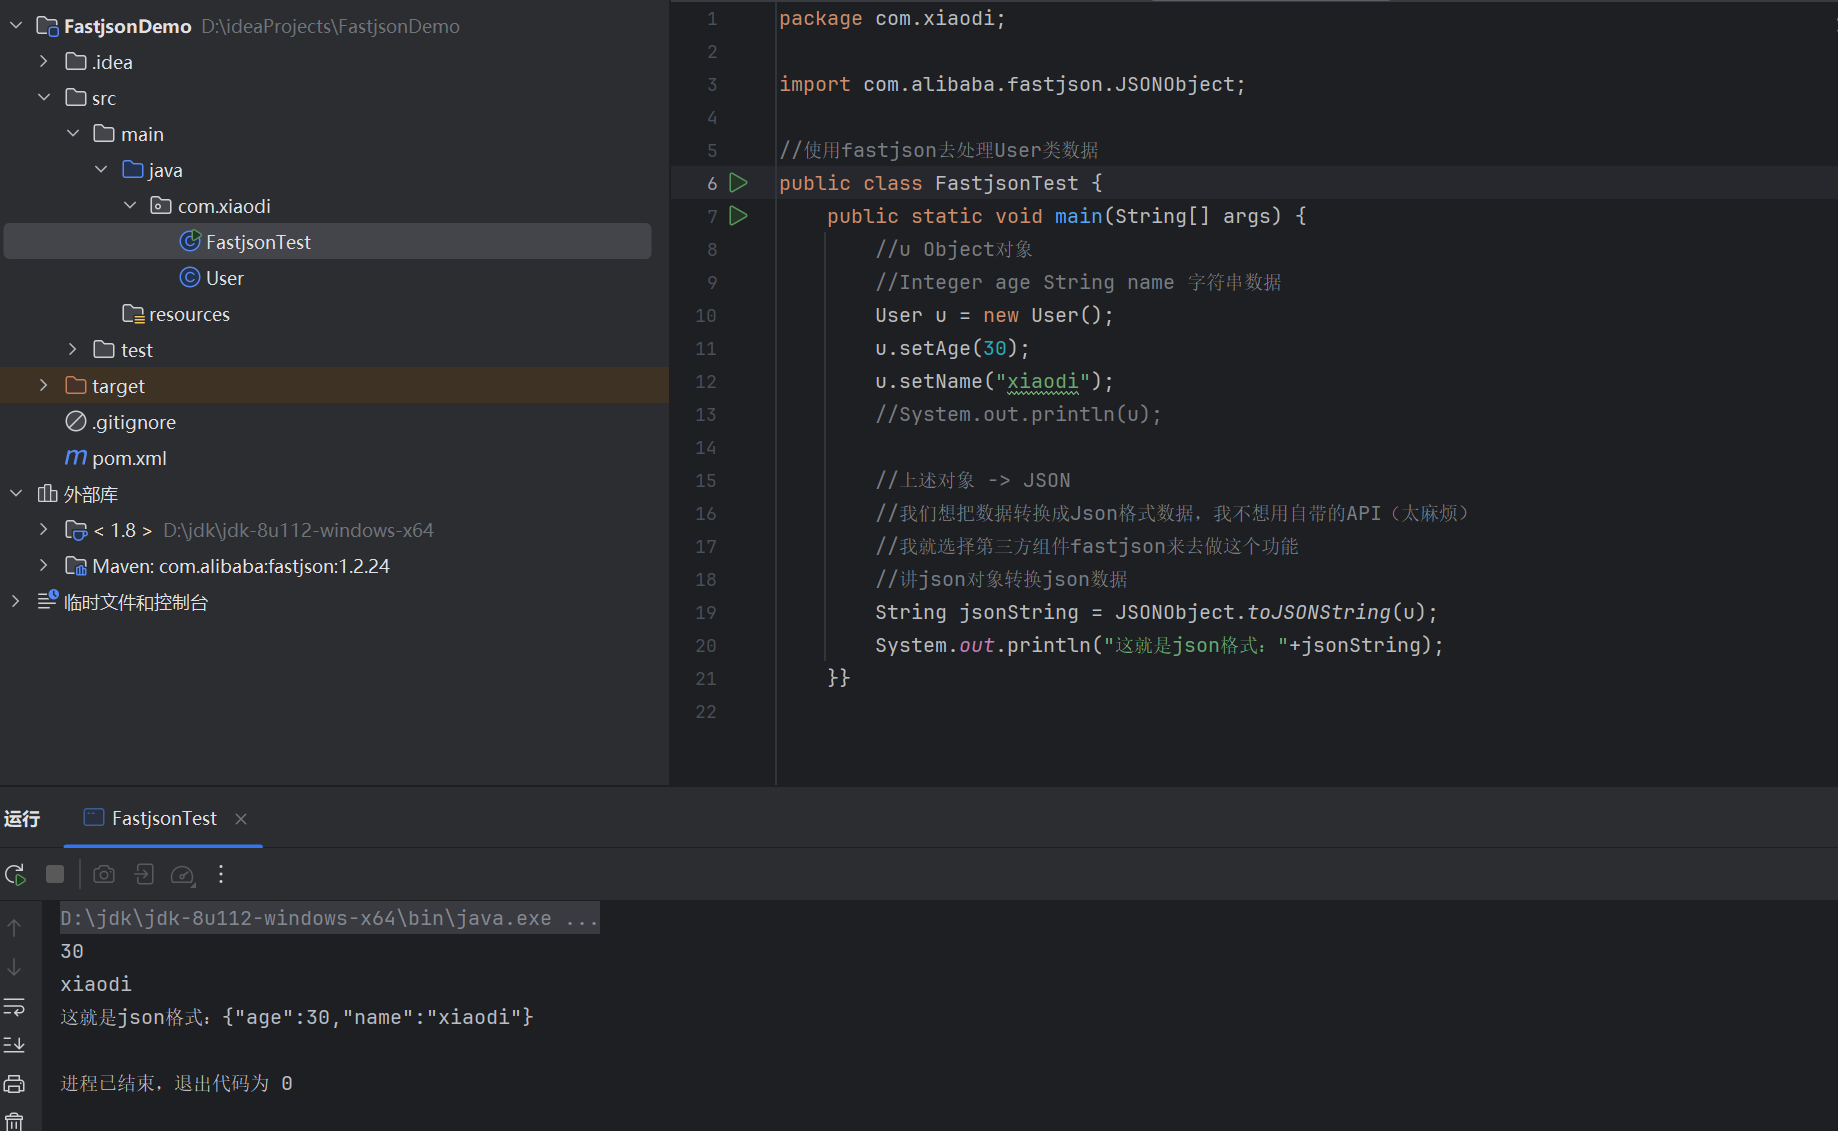 FastjsonDemo D:\ideaProjects\FastjsonDemo
.idea
src
main
java
com.xiaodi
FastjsonTest
User
resources
test
target
.gitignore
pom.xml
外部库
< 1.8 > D:\jdk\jdk-8u112-windows-x64
Maven: com.alibaba:fastjson:1.2.24
临时文件和控制台
1 package com.xiaodi;
2
3 import com.alibaba.fastjson.JSONObject;
4
5 //使用fastjson去处理User类数据
6 public class FastjsonTest {
7 public static void main(String[] args) {
8 //u Object对象
9 //Integer age String name 字符串数据
10 User u = new User();
11 u.setAge(30);
12 u.setName("xiaodi");
13 //System.out.println(u);
14
15 //上述对象 -> JSON
16 //我们想把数据转换成Json格式数据，我不想用自带的API（太麻烦）
17 //我就选择第三方组件fastjson来去做这个功能
18 //讲json对象转换json数据
19 String jsonString = JSONObject.toJSONString(u);
20 System.out.println("这就是json格式："+jsonString);
21 }}
22
运行 FastjsonTest
D:\jdk\jdk-8u112-windows-x64\bin\java.exe ...
30
xiaodi
这就是json格式：{"age":30,"name":"xiaodi"}
进程已结束，退出代码为 0